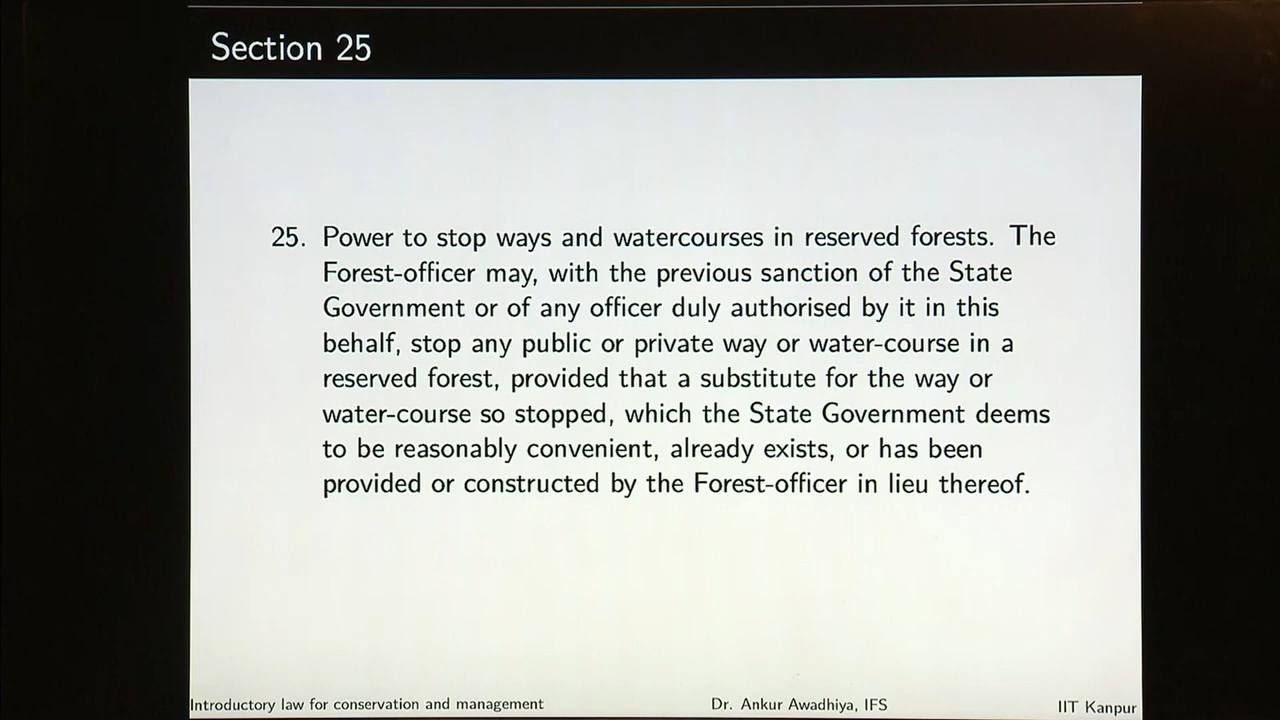 Section 25
25. Power to stop ways and watercourses in reserved forests. The
Forest-officer may, with the previous sanction of the State
Government or of any officer duly authorised by it in this
behalf, stop any public or private way or water-course in a
reserved forest, provided that a substitute for the way or
water-course so stopped, which the State Government deems
to be reasonably convenient, already exists, or has been
provided or constructed by the Forest-officer in lieu thereof.
Introductory law for conservation and management Dr. Ankur Awadhiya, IFS IIT Kanpur